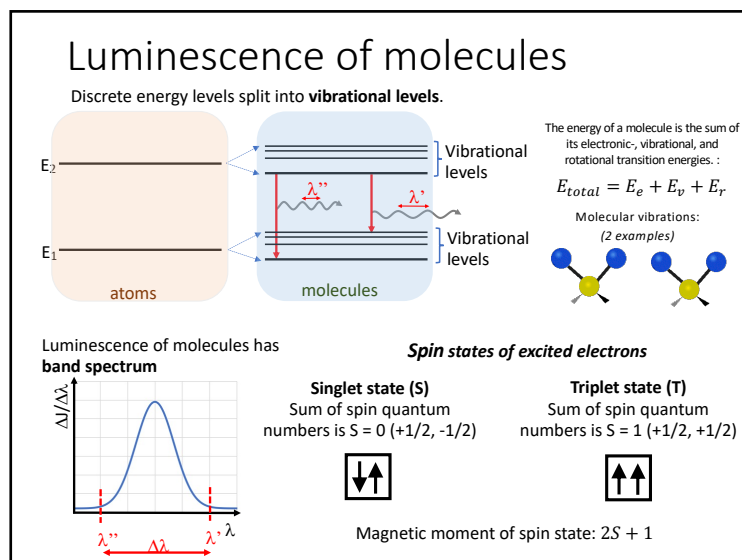 Luminescence of molecules
Discrete energy levels split into vibrational levels.
E2
E1
atoms
λ’’
λ’
molecules
Vibrational
levels
Vibrational
levels
The energy of a molecule is the sum of
its electronic-, vibrational, and
rotational transition energies. :
E_total = E_e + E_v + E_r
Molecular vibrations:
(2 examples)
Luminescence of molecules has
band spectrum
ΔJ/Δλ
λ’’
Δλ
λ’
λ
Spin states of excited electrons
Singlet state (S)
Sum of spin quantum
numbers is S = 0 (+1/2, -1/2)
Triplet state (T)
Sum of spin quantum
numbers is S = 1 (+1/2, +1/2)
Magnetic moment of spin state: 2S + 1